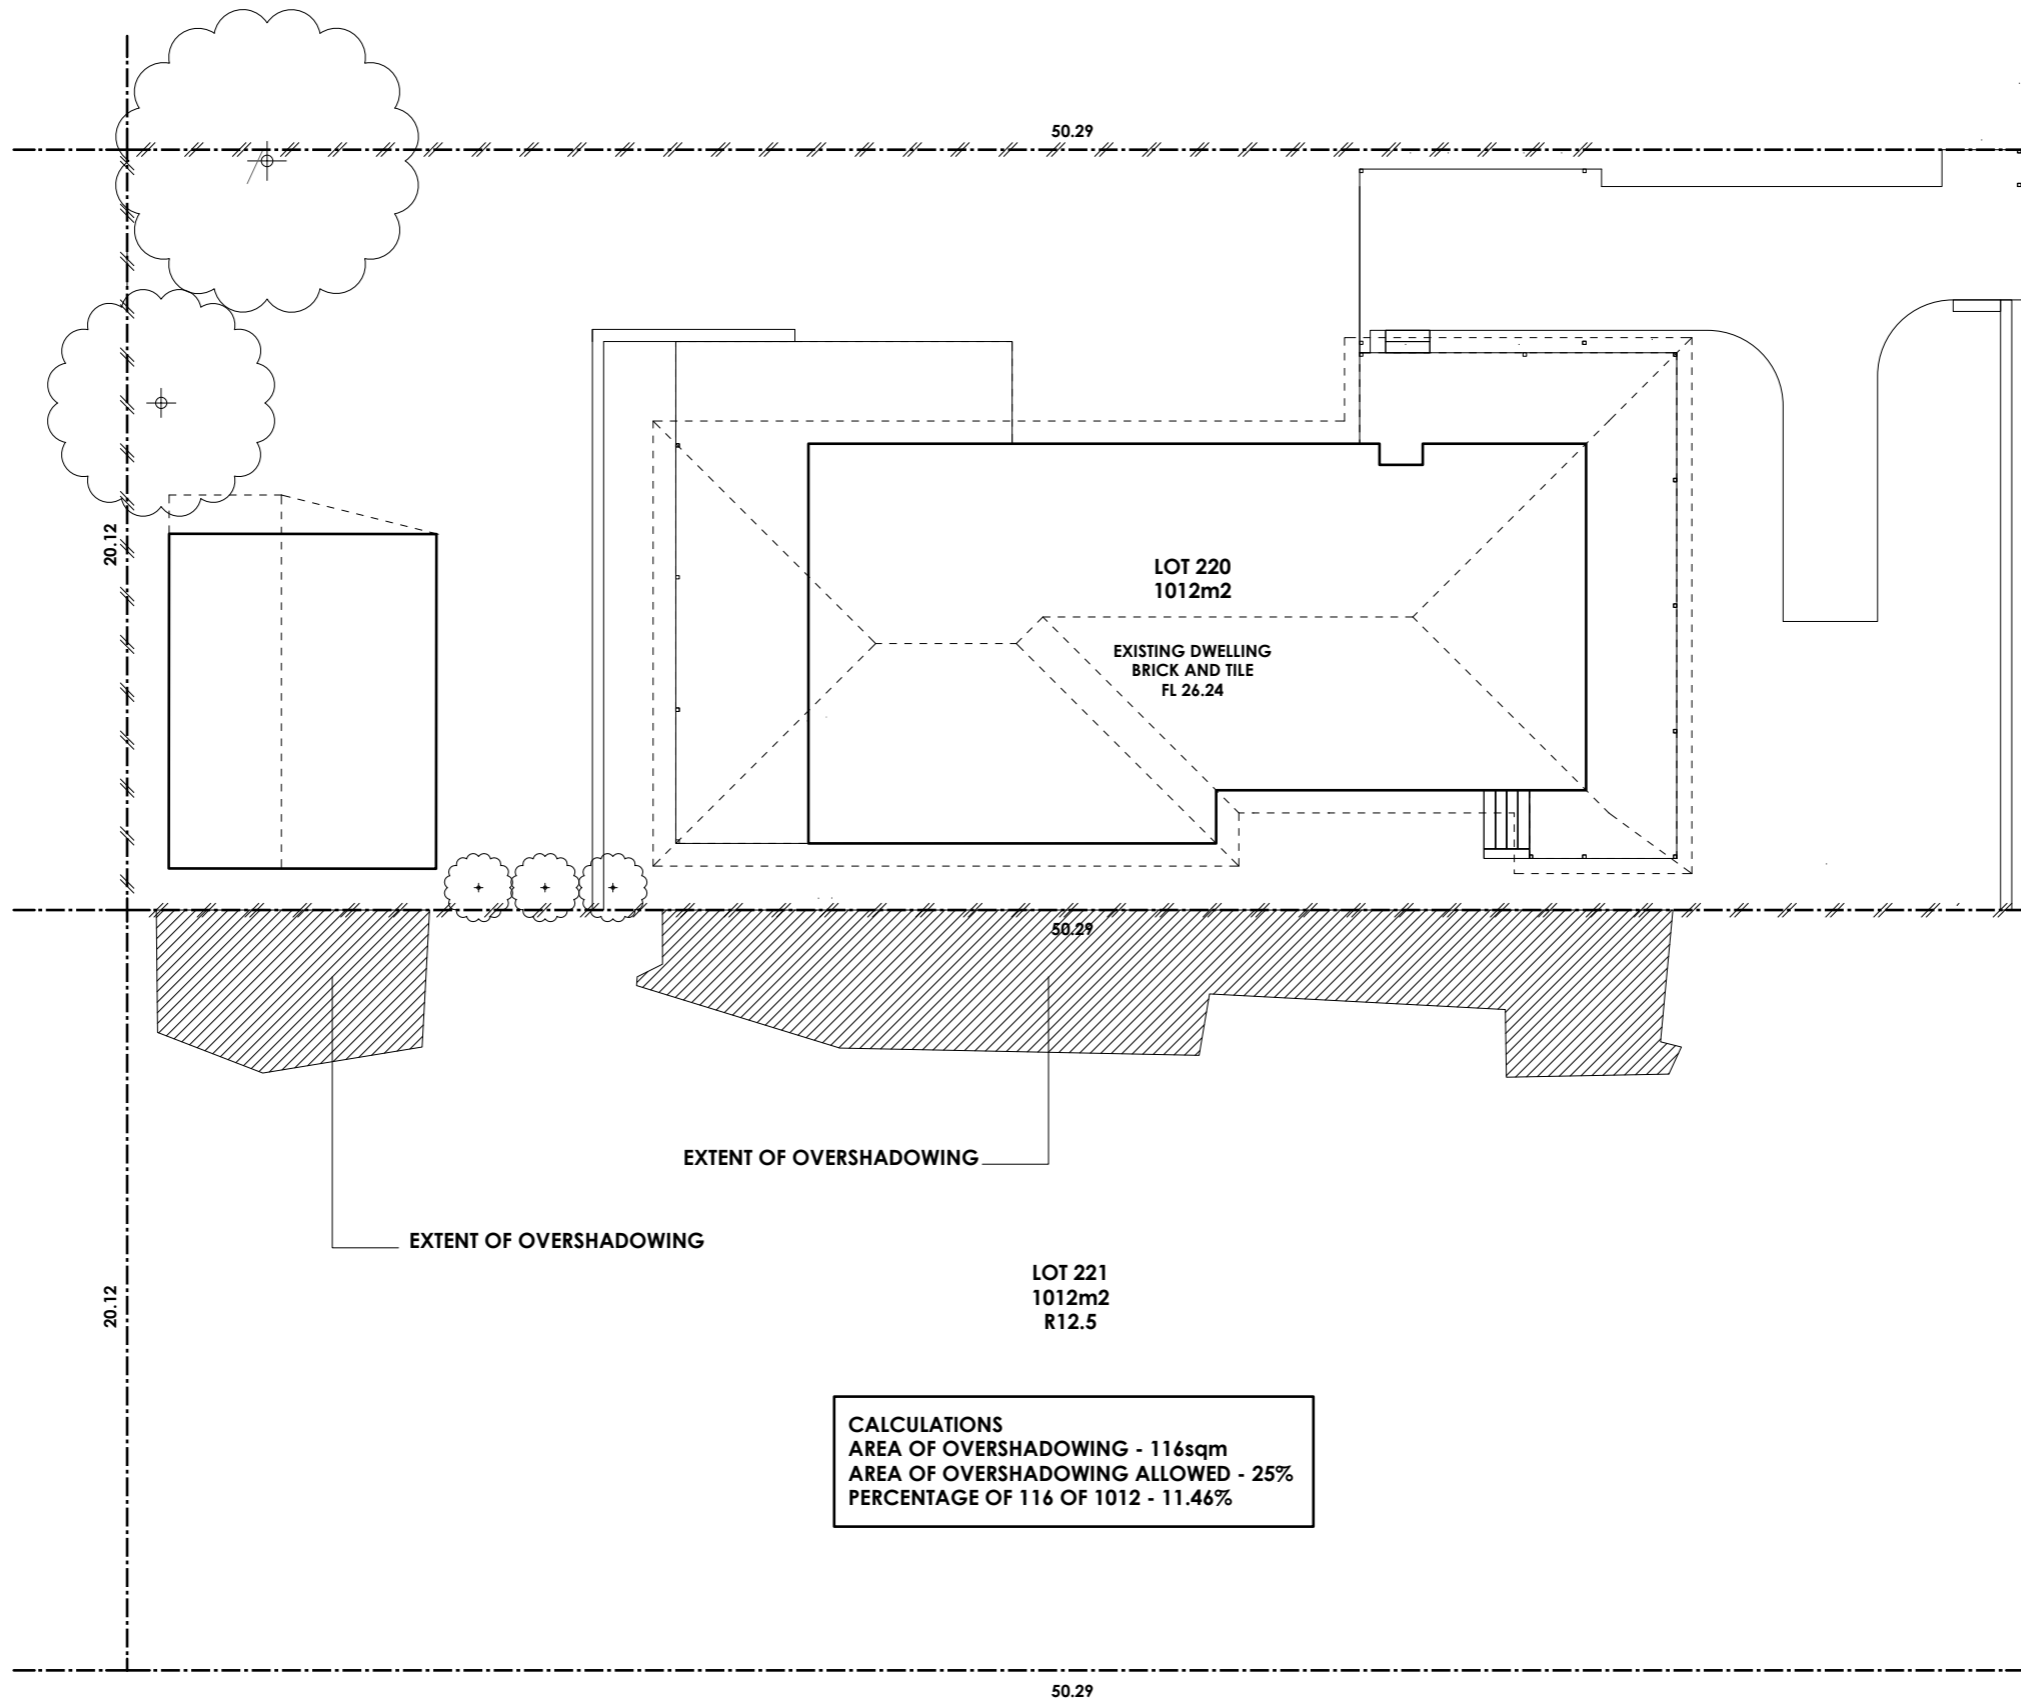 50.29
20.12
LOT 220
1012m2
EXISTING DWELLING
BRICK AND TILE
FL 26.24
50.29
EXTENT OF OVERSHADOWING
EXTENT OF OVERSHADOWING
LOT 221
1012m2
R12.5
20.12
CALCULATIONS
AREA OF OVERSHADOWING - 116sqm
AREA OF OVERSHADOWING ALLOWED - 25%
PERCENTAGE OF 116 OF 1012 - 11.46%
50.29